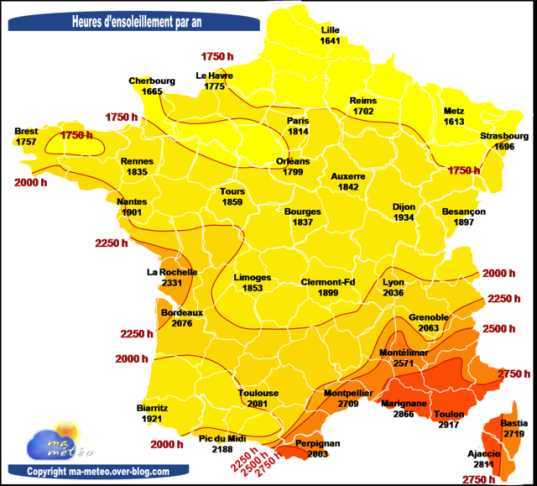 Heures d'ensoleillement par an
Lille
1641
1750 h
Le Havre
1775
Cherbourg
1665
Reims
1702
Metz
1613
1750 h
Paris
1814
Strasbourg
1696
Brest
1757
1750 h
Rennes
1835
Orléans
1799
1750 h
2000 h
Auxerre
1842
Tours
1859
Nantes
1901
Bourges
1837
Dijon
1934
Besançon
1897
2250 h
La Rochelle
2331
Limoges
1853
Clermont-Fd
1899
Lyon
2036
2000 h
2250 h
Bordeaux
2076
Grenoble
2063
2250 h
2500 h
2000 h
Montélimar
2571
2750 h
Toulouse
2081
Montpellier
2709
Marignane
2866
Toulon
2917
Biarritz
1921
Bastia
2719
2000 h
Pic du Midi
2188
Perpignan
2803
2250 h
2500 h
2750 h
Ajaccio
2811
2750 h
ma
météo
Copyright ma-meteo.over-blog.com